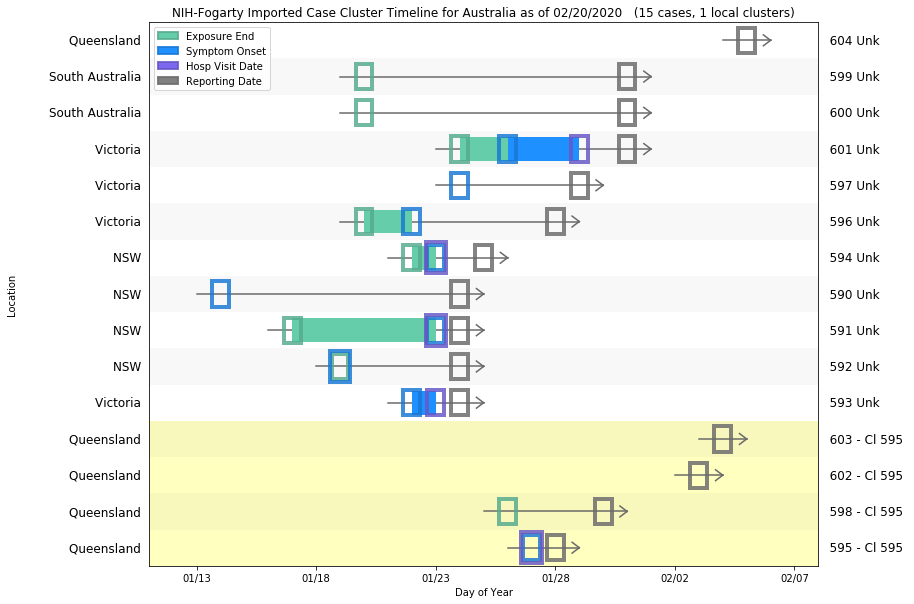 NIH-Fogarty Imported Case Cluster Timeline for Australia as of 02/20/2020 (15 cases, 1 local clusters)
Exposure End
Symptom Onset
Hosp Visit Date
Reporting Date
Queensland 604 Unk
South Australia 599 Unk
South Australia 600 Unk
Victoria 601 Unk
Victoria 597 Unk
Victoria 596 Unk
NSW 594 Unk
NSW 590 Unk
NSW 591 Unk
NSW 592 Unk
Victoria 593 Unk
Queensland 603 - Cl 595
Queensland 602 - Cl 595
Queensland 598 - Cl 595
Queensland 595 - Cl 595
Location
01/13 01/18 01/23 01/28 02/02 02/07
Day of Year